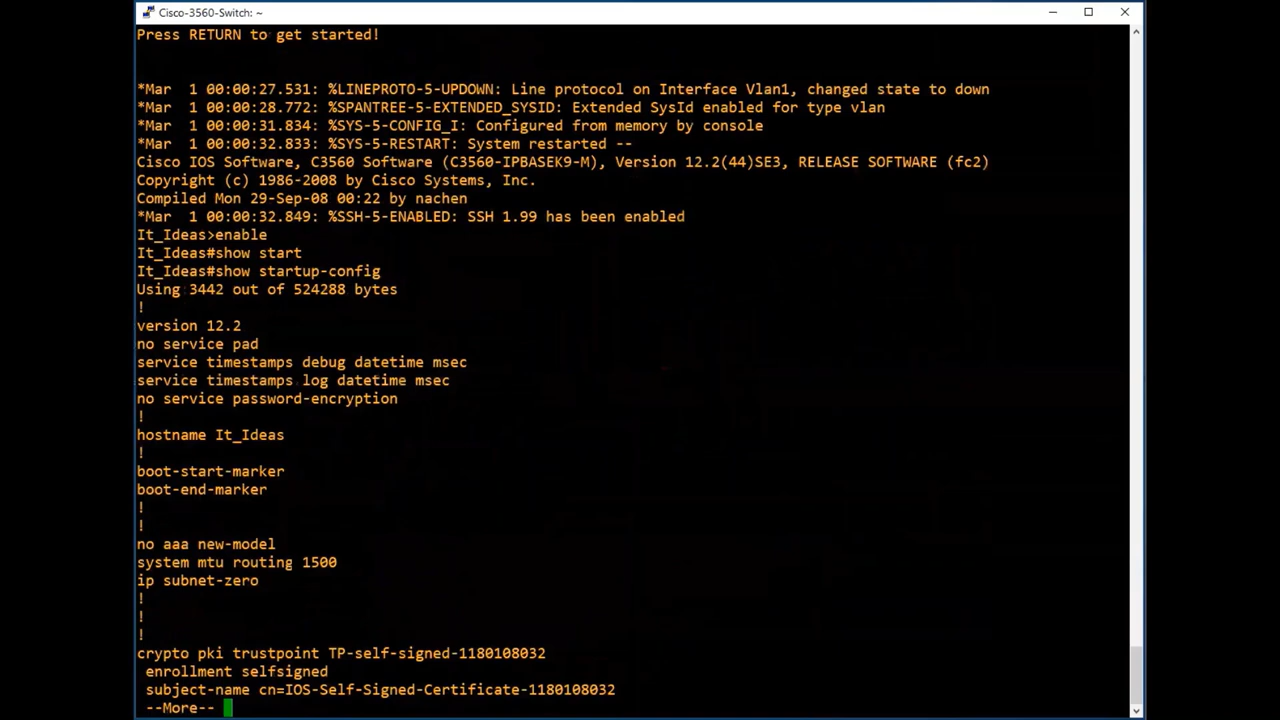 Cisco-3560-Switch: ~
Press RETURN to get started!
*Mar  1 00:00:27.531: %LINEPROTO-5-UPDOWN: Line protocol on Interface Vlan1, changed state to down
*Mar  1 00:00:28.772: %SPANTREE-5-EXTENDED_SYSID: Extended SysId enabled for type vlan
*Mar  1 00:00:31.834: %SYS-5-CONFIG_I: Configured from memory by console
*Mar  1 00:00:32.833: %SYS-5-RESTART: System restarted --
Cisco IOS Software, C3560 Software (C3560-IPBASEK9-M), Version 12.2(44)SE3, RELEASE SOFTWARE (fc2)
Copyright (c) 1986-2008 by Cisco Systems, Inc.
Compiled Mon 29-Sep-08 00:22 by nachen
*Mar  1 00:00:32.849: %SSH-5-ENABLED: SSH 1.99 has been enabled
It_Ideas>enable
It_Ideas#show start
It_Ideas#show startup-config
Using 3442 out of 524288 bytes
!
version 12.2
no service pad
service timestamps debug datetime msec
service timestamps log datetime msec
no service password-encryption
!
hostname It_Ideas
!
boot-start-marker
boot-end-marker
!
!
no aaa new-model
system mtu routing 1500
ip subnet-zero
!
!
!
crypto pki trustpoint TP-self-signed-1180108032
 enrollment selfsigned
 subject-name cn=IOS-Self-Signed-Certificate-1180108032
 --More--